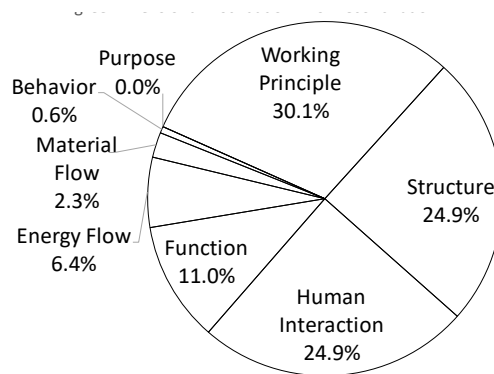 Purpose
0.0%
Working
Principle
30.1%
Behavior
0.6%
Material
Flow
2.3%
Structure
24.9%
Energy Flow
6.4%
Function
11.0%
Human
Interaction
24.9%